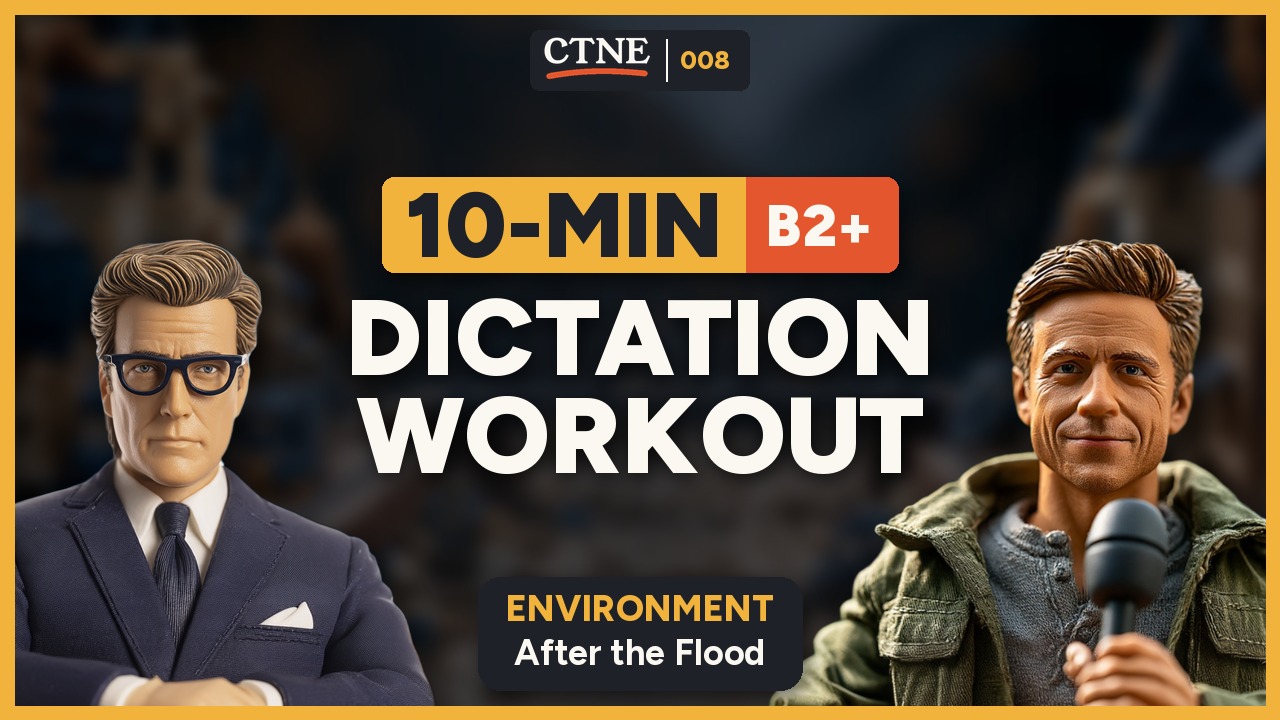 CTNE 008
10-MIN B2+
DICTATION
WORKOUT
ENVIRONMENT
After the Flood